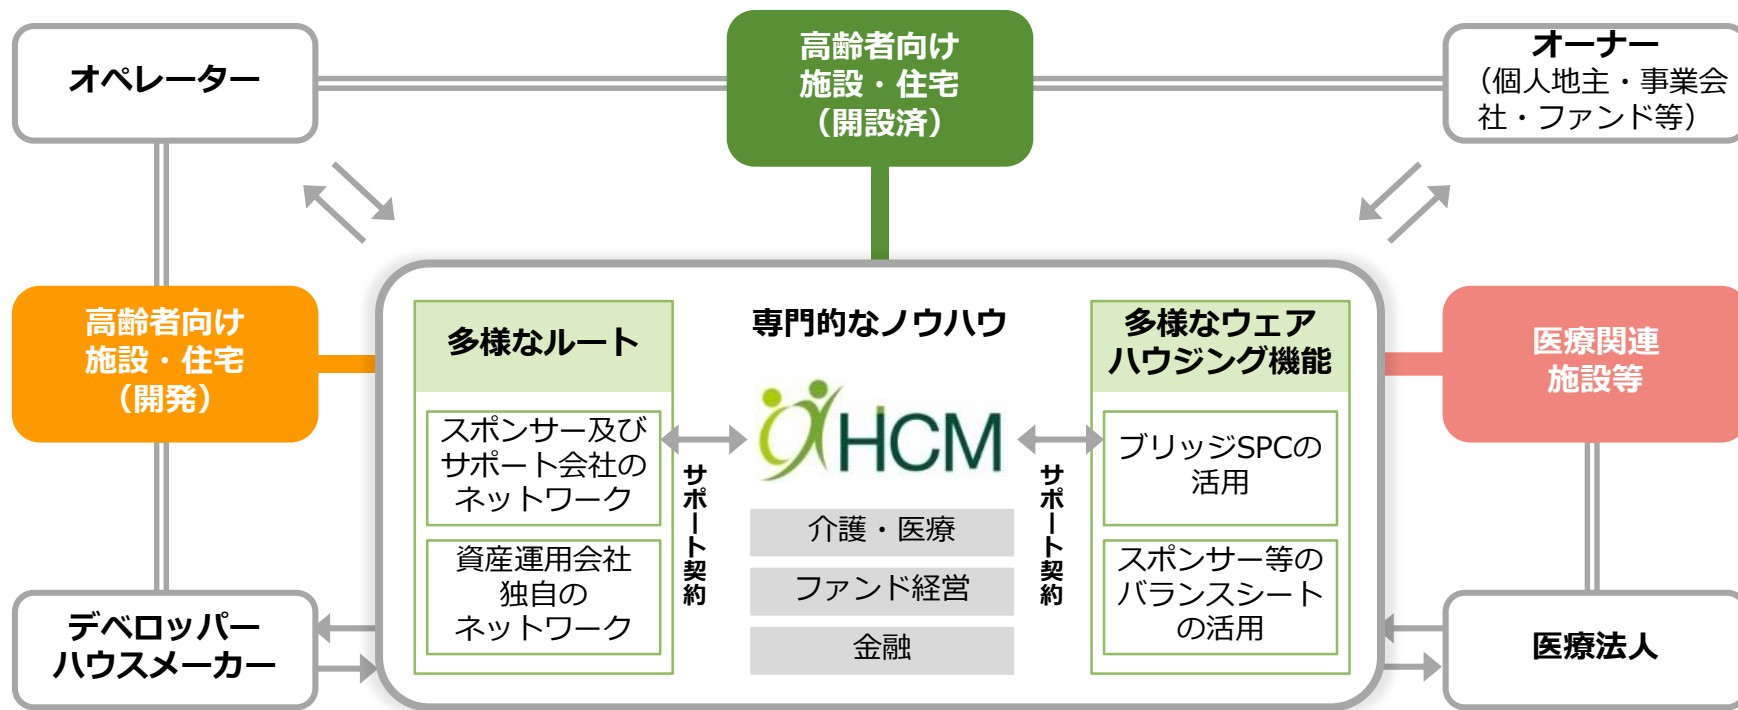 オペレーター
高齢者向け
施設・住宅
（開設済）
オーナー
（個人地主・事業会
社・ファンド等）
高齢者向け
施設・住宅
（開発）
多様なルート
スポンサー及び
サポート会社の
ネットワーク
資産運用会社
独自の
ネットワーク
サポート契約
専門的なノウハウ
HCM
介護・医療
ファンド経営
金融
サポート契約
多様なウェア
ハウジング機能
ブリッジSPCの
活用
スポンサー等の
バランスシート
の活用
医療関連
施設等
デベロッパー
ハウスメーカー
医療法人